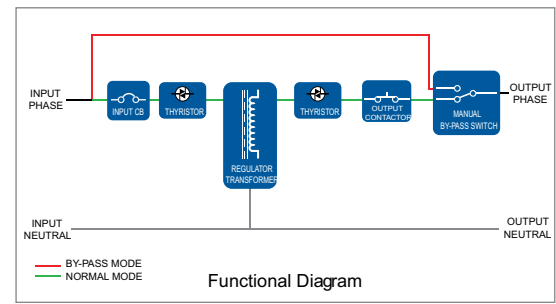 INPUT
PHASE
INPUT CB
THYRISTOR
REGULATOR
TRANSFORMER
THYRISTOR
OUTPUT
CONTACTOR
MANUAL
BY-PASS SWITCH
OUTPUT
PHASE
INPUT
NEUTRAL
OUTPUT
NEUTRAL
BY-PASS MODE
NORMAL MODE
Functional Diagram